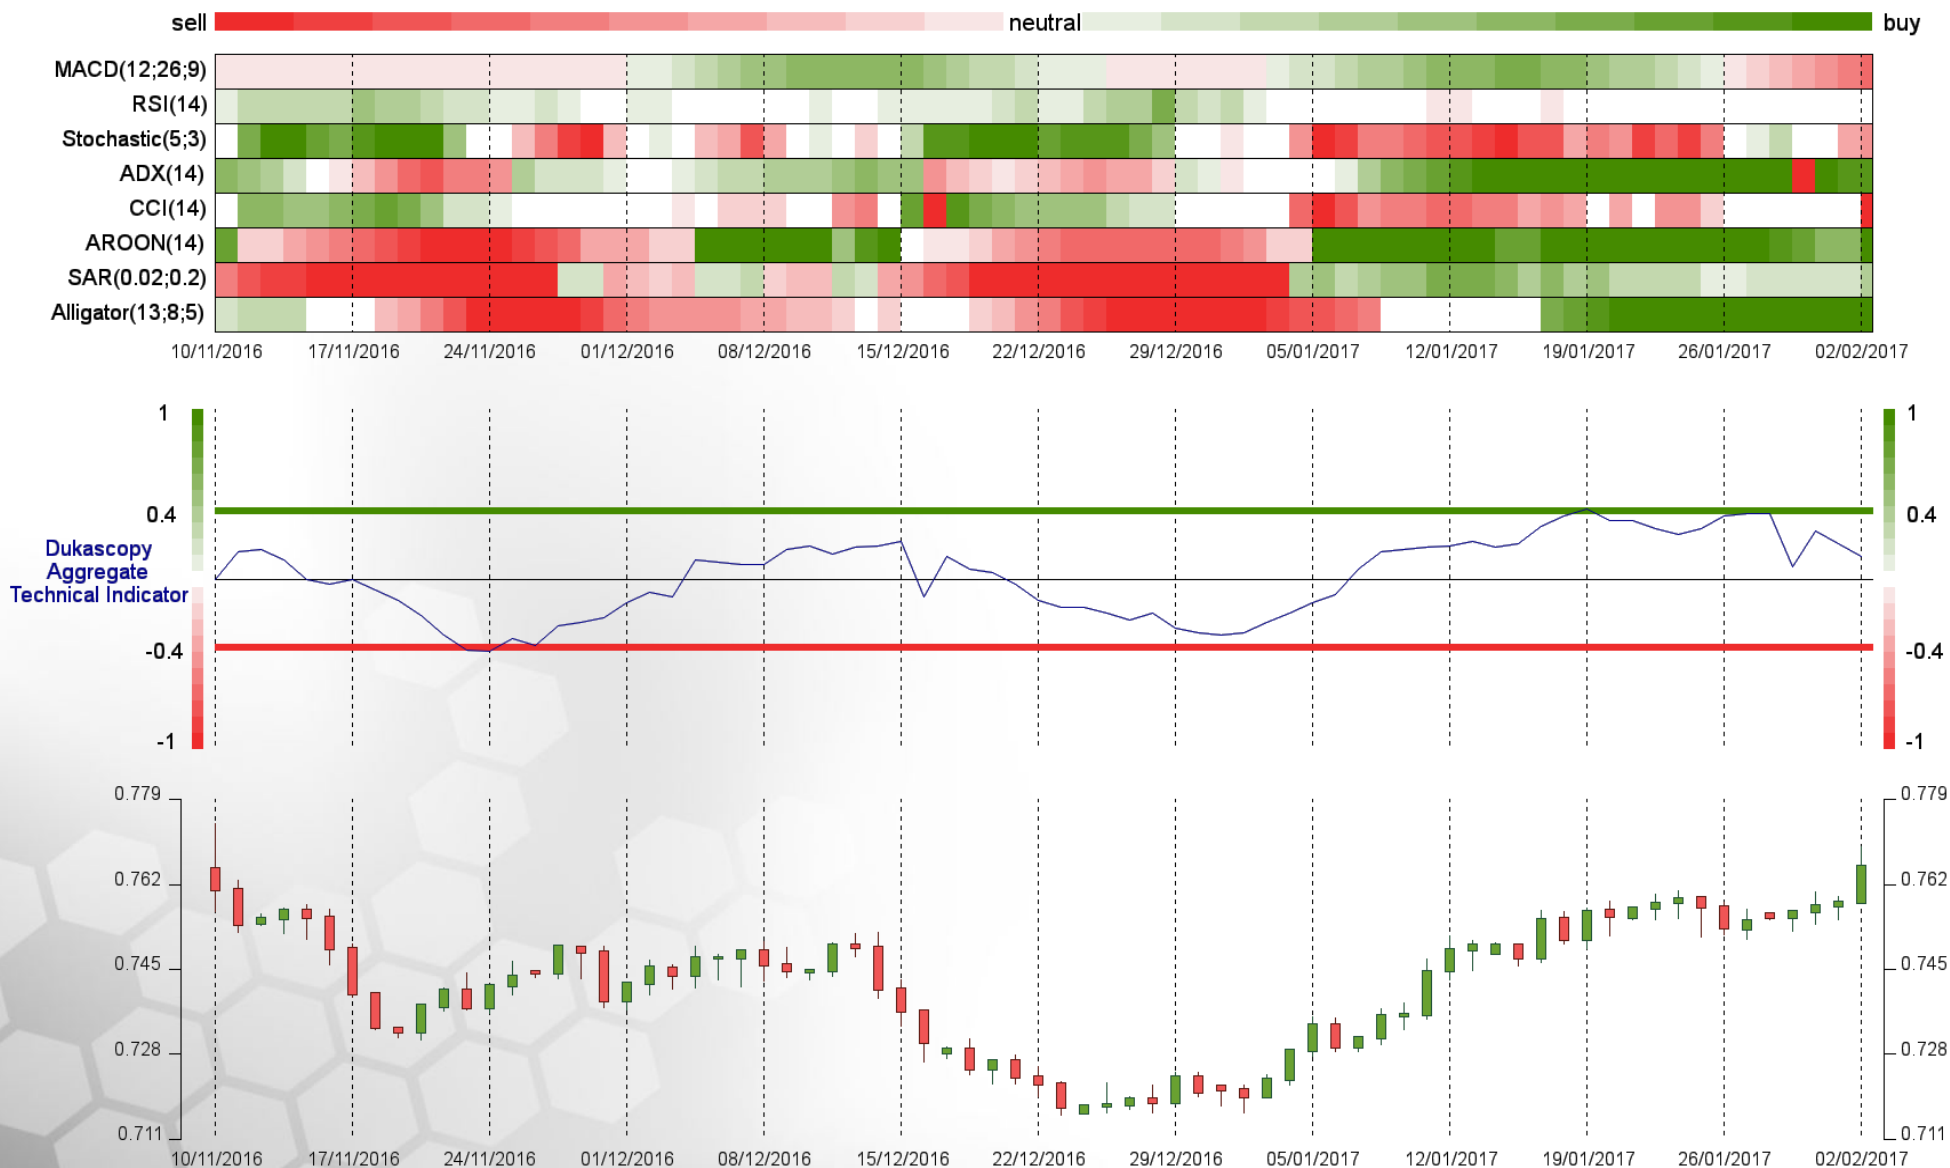 sell neutral buy
MACD(12;26;9)
RSI(14)
Stochastic(5;3)
ADX(14)
CCI(14)
AROON(14)
SAR(0.02;0.2)
Alligator(13;8;5)
10/11/2016 17/11/2016 24/11/2016 01/12/2016 08/12/2016 15/12/2016 22/12/2016 29/12/2016 05/01/2017 12/01/2017 19/01/2017 26/01/2017 02/02/2017
1 1
0.4 0.4
Dukascopy
Aggregate
Technical Indicator
-0.4 -0.4
-1 -1
0.779 0.779
0.762 0.762
0.745 0.745
0.728 0.728
0.711 0.711
10/11/2016 17/11/2016 24/11/2016 01/12/2016 08/12/2016 15/12/2016 22/12/2016 29/12/2016 05/01/2017 12/01/2017 19/01/2017 26/01/2017 02/02/2017